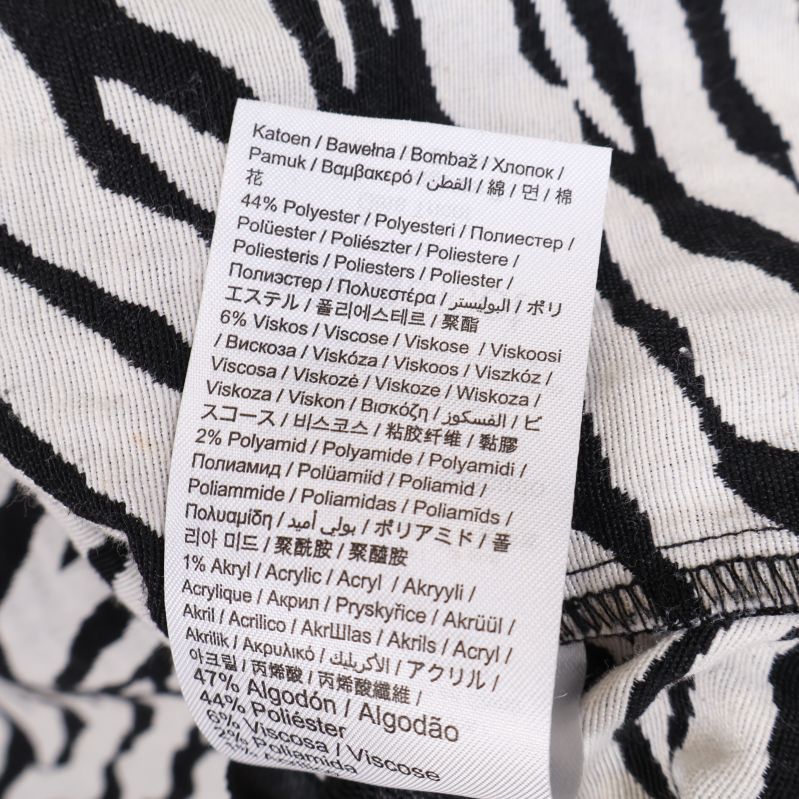 Katoen / Bawełna / Bombaž / Хлопок /
Pamuk / Βαμβακερό / القطن / 綿 / 면 / 棉
花
44% Polyester / Polyesteri / Полиестер /
Polüester / Poliészter / Poliestere /
Poliesteris / Poliesters / Poliester /
Полиэстер / Πολυεστέρα / البوليستر / ポリ
エステル / 폴리에스테르 / 聚酯
6% Viskos / Viscose / Viskose / Viskoosi
/ Вискоза / Viskóza / Viskoos / Viszkóz /
Viscosa / Viskozė / Viskoze / Wiskoza /
Viskoza / Viskon / Βισκόζη / الفسكوز / ビ
スコース / 비스코스 / 粘胶纤维 / 黏膠
2% Polyamid / Polyamide / Polyamidi /
Полиамид / Polüamiid / Poliamid /
Poliammide / Poliamidas / Poliamīds /
Πολυαμίδη / بولي أميد / ポリアミド / 폴
리아 미드 / 聚酰胺 / 聚醯胺
1% Akryl / Acrylic / Acryl / Akryyli /
Acrylique / Акрил / Pryskyřice / Akrüül /
Akril / Acrilico / AkrШlas / Akrils / Acryl /
Akrilik / Ακρυλικό / الأكريليك / アクリル /
아크릴 / 丙烯酸 / 丙烯酸纖維 /
47% Algodón / Algodão
44% Poliéster
6% Viscosa / Viscose
2% Poliamida